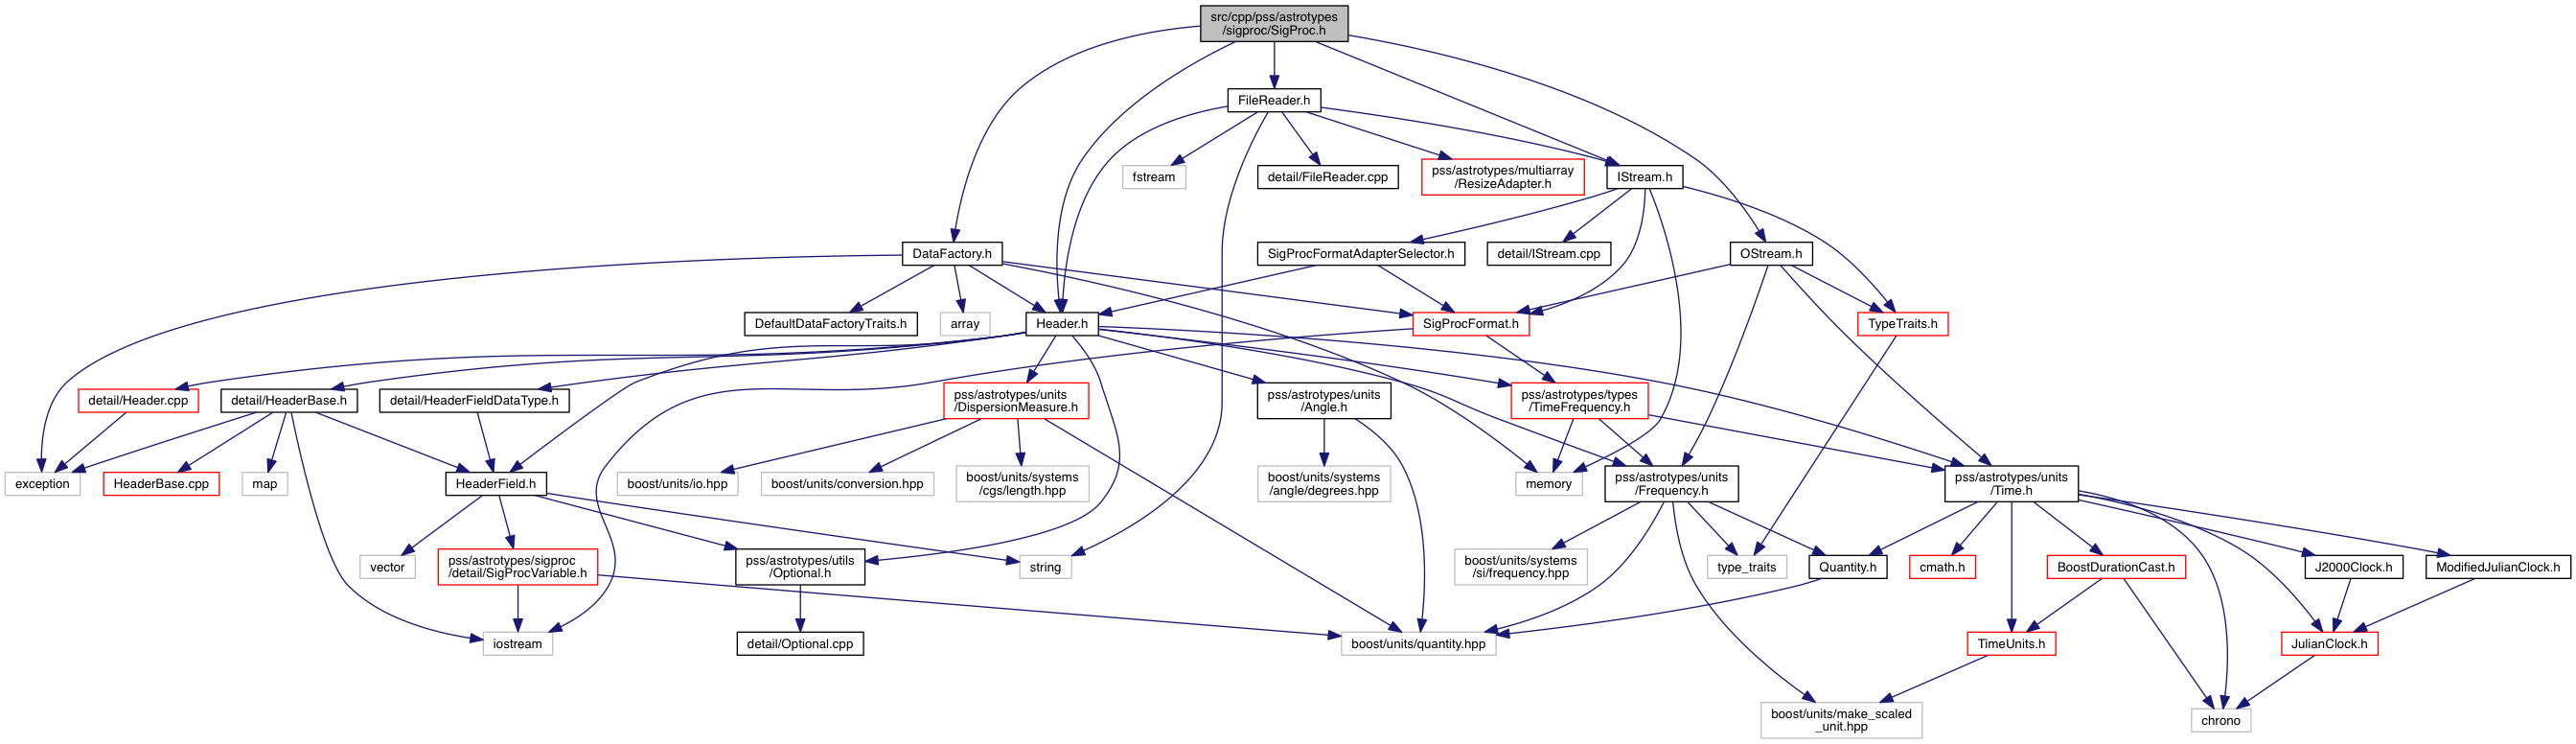 src/cpp/pss/astrotypes
/sigproc/SigProc.h
FileReader.h
fstream
detail/FileReader.cpp
pss/astrotypes/multiarray
/ResizeAdapter.h
IStream.h
DataFactory.h
SigProcFormatAdapterSelector.h
detail/IStream.cpp
OStream.h
DefaultDataFactoryTraits.h
array
Header.h
SigProcFormat.h
TypeTraits.h
detail/Header.cpp
detail/HeaderBase.h
detail/HeaderFieldDataType.h
pss/astrotypes/units
/DispersionMeasure.h
pss/astrotypes/units
/Angle.h
pss/astrotypes/types
/TimeFrequency.h
exception
HeaderBase.cpp
map
HeaderField.h
boost/units/io.hpp
boost/units/conversion.hpp
boost/units/systems
/cgs/length.hpp
boost/units/systems
/angle/degrees.hpp
memory
pss/astrotypes/units
/Frequency.h
pss/astrotypes/units
/Time.h
vector
pss/astrotypes/sigproc
/detail/SigProcVariable.h
pss/astrotypes/utils
/Optional.h
string
boost/units/systems
/si/frequency.hpp
type_traits
Quantity.h
cmath.h
BoostDurationCast.h
J2000Clock.h
ModifiedJulianClock.h
iostream
detail/Optional.cpp
boost/units/quantity.hpp
TimeUnits.h
JulianClock.h
boost/units/make_scaled
_unit.hpp
chrono